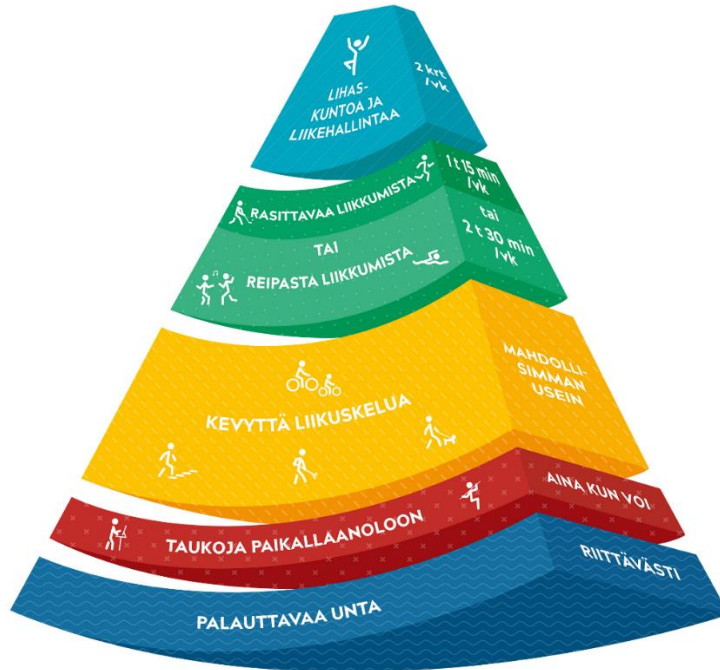 LIHAS-
KUNTOA JA
LIIKEHALLINTAA
2 krt
/vk
RASITTAVAA LIIKKUMISTA
1 t 15 min
/vk
TAI
tai
REIPASTA LIIKKUMISTA
2 t 30 min
/vk
KEVYTTÄ LIIKUSKELUA
MAHDOLLI-
SIMMAN
USEIN
TAUKOJA PAIKALLAANOLOON
AINA KUN VOI
PALAUTTAVAA UNTA
RIITTÄVÄSTI